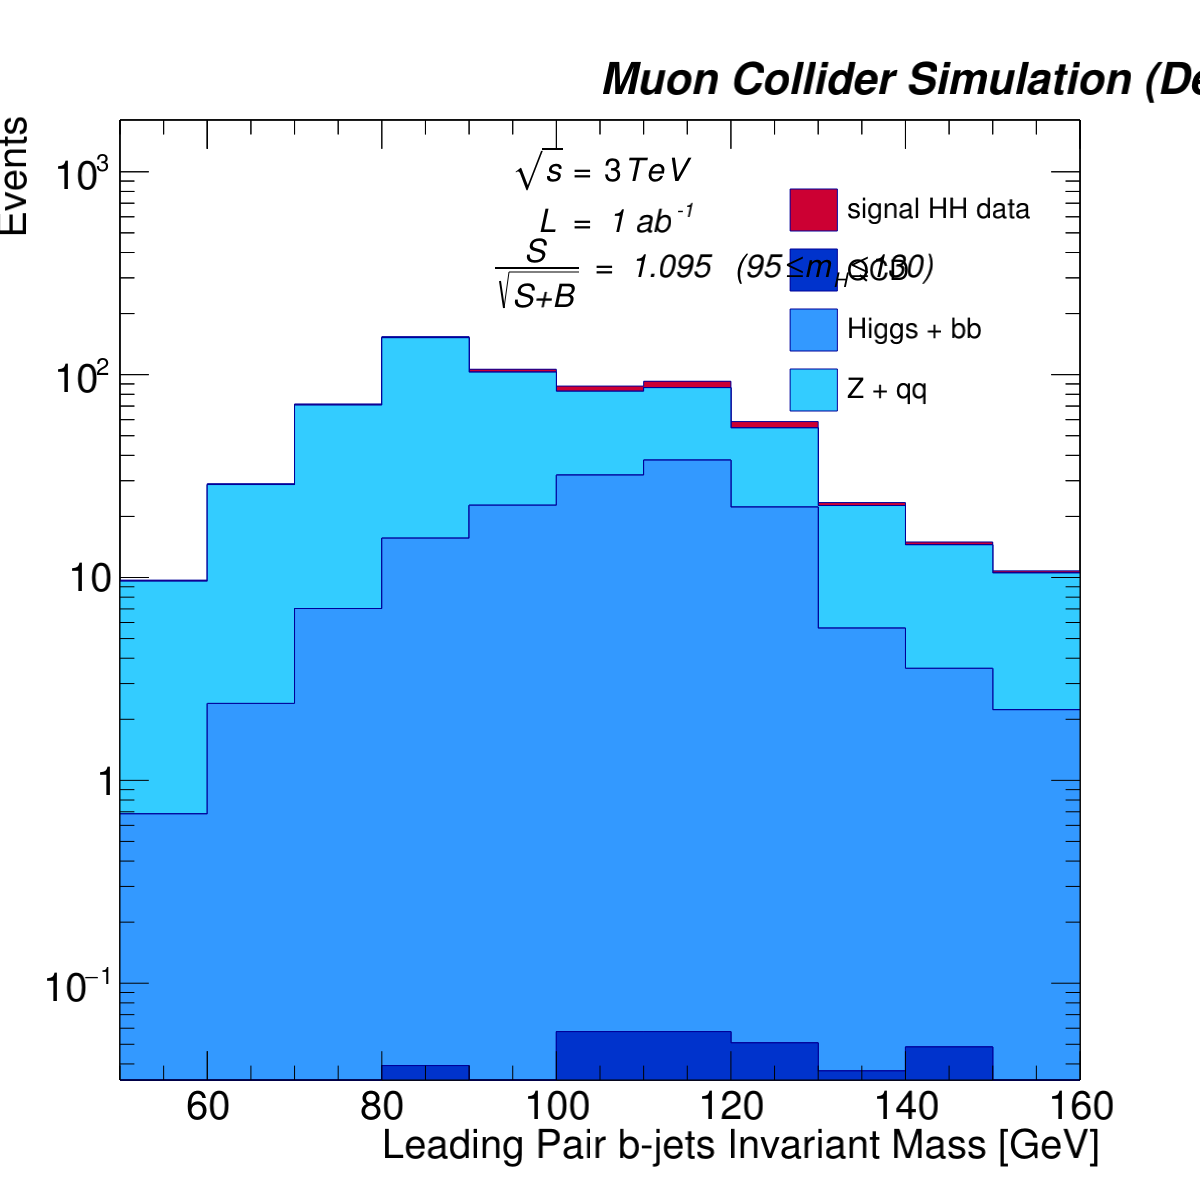 Muon Collider Simulation (De
Events
√s = 3 TeV
L = 1 ab⁻¹
S/√S+B = 1.095 (95≤m_H≤130)
signal HH data
QCD
Higgs + bb
Z + qq
10³
10²
10
1
10⁻¹
60 80 100 120 140 160
Leading Pair b-jets Invariant Mass [GeV]